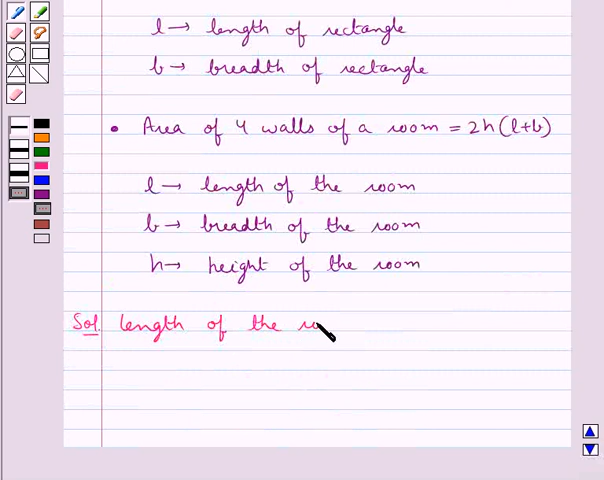 l → length of rectangle
b → breadth of rectangle
• Area of 4 walls of a room = 2h(l+b)
l → length of the room
b → breadth of the room
h → height of the room
Sol. length of the